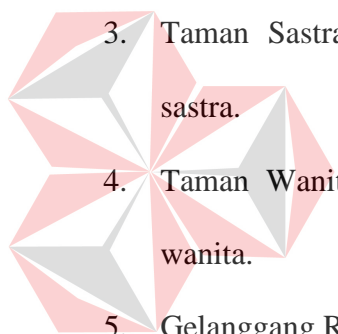 3. Taman Sastra
sastra.
4. Taman Wanit
wanita.
5. Gelanggang R